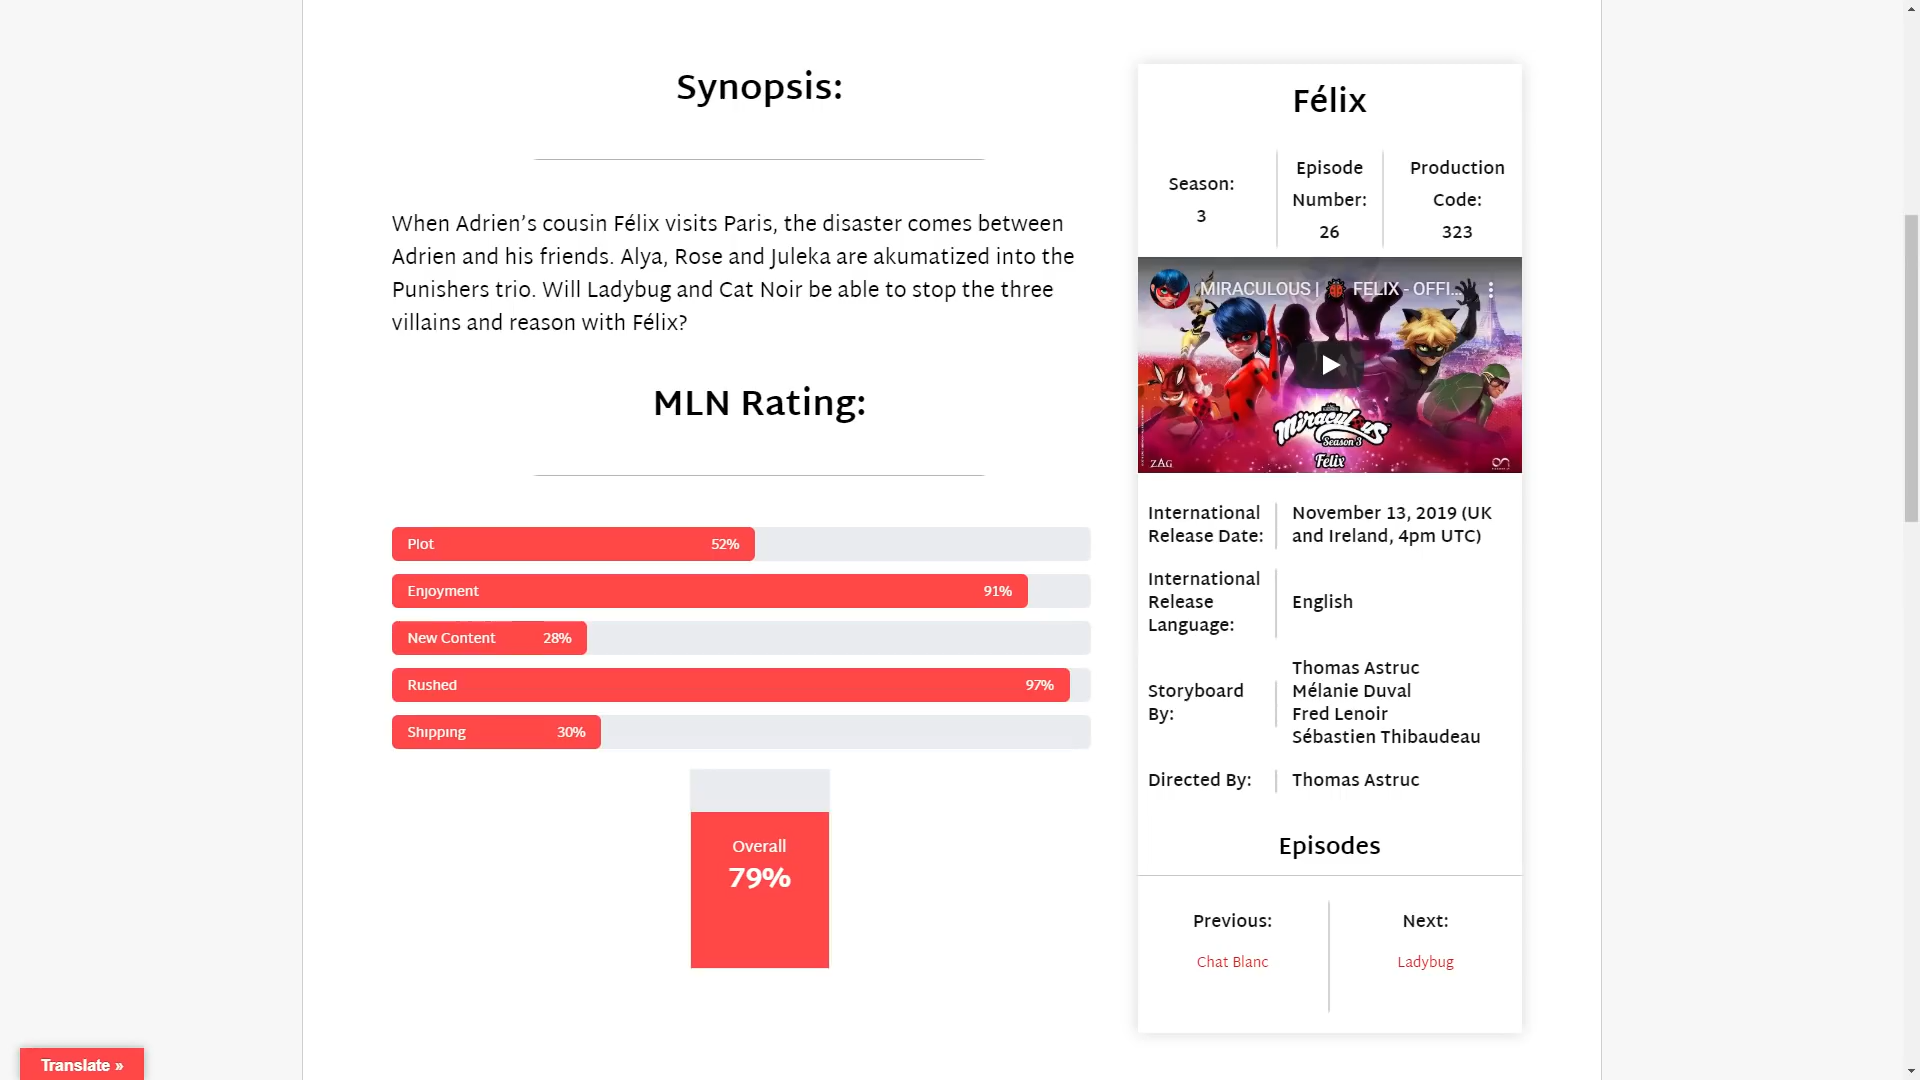 Synopsis:
When Adrien’s cousin Félix visits Paris, the disaster comes between
Adrien and his friends. Alya, Rose and Juleka are akumatized into the
Punishers trio. Will Ladybug and Cat Noir be able to stop the three
villains and reason with Félix?
MLN Rating:
Plot 52%
Enjoyment 91%
New Content 28%
Rushed 97%
Shipping 30%
Overall
79%
Félix
Season:
3
Episode
Number:
26
Production
Code:
323
MIRACULOUS | 🐞 FELIX - OFFI...
Miraculous
Season 3
Félix
ZAG
International
Release Date:
November 13, 2019 (UK
and Ireland, 4pm UTC)
International
Release
Language:
English
Storyboard
By:
Thomas Astruc
Mélanie Duval
Fred Lenoir
Sébastien Thibaudeau
Directed By:
Thomas Astruc
Episodes
Previous:
Chat Blanc
Next:
Ladybug
Translate »